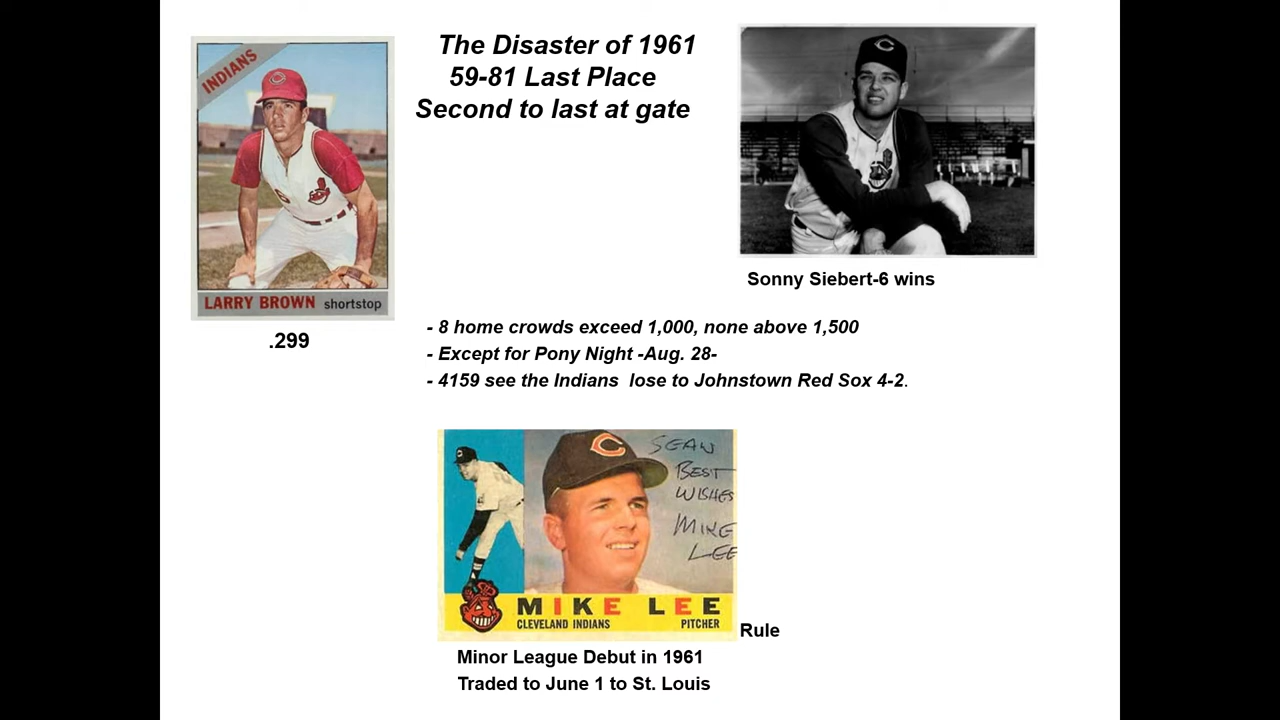 The Disaster of 1961
59-81 Last Place
Second to last at gate
INDIANS
LARRY BROWN shortstop
.299
Sonny Siebert-6 wins
- 8 home crowds exceed 1,000, none above 1,500
- Except for Pony Night -Aug. 28-
- 4159 see the Indians lose to Johnstown Red Sox 4-2.
SEAN
BEST
WISHES
MIKE
LEE
MIKE LEE
CLEVELAND INDIANS PITCHER
Rule
Minor League Debut in 1961
Traded to June 1 to St. Louis